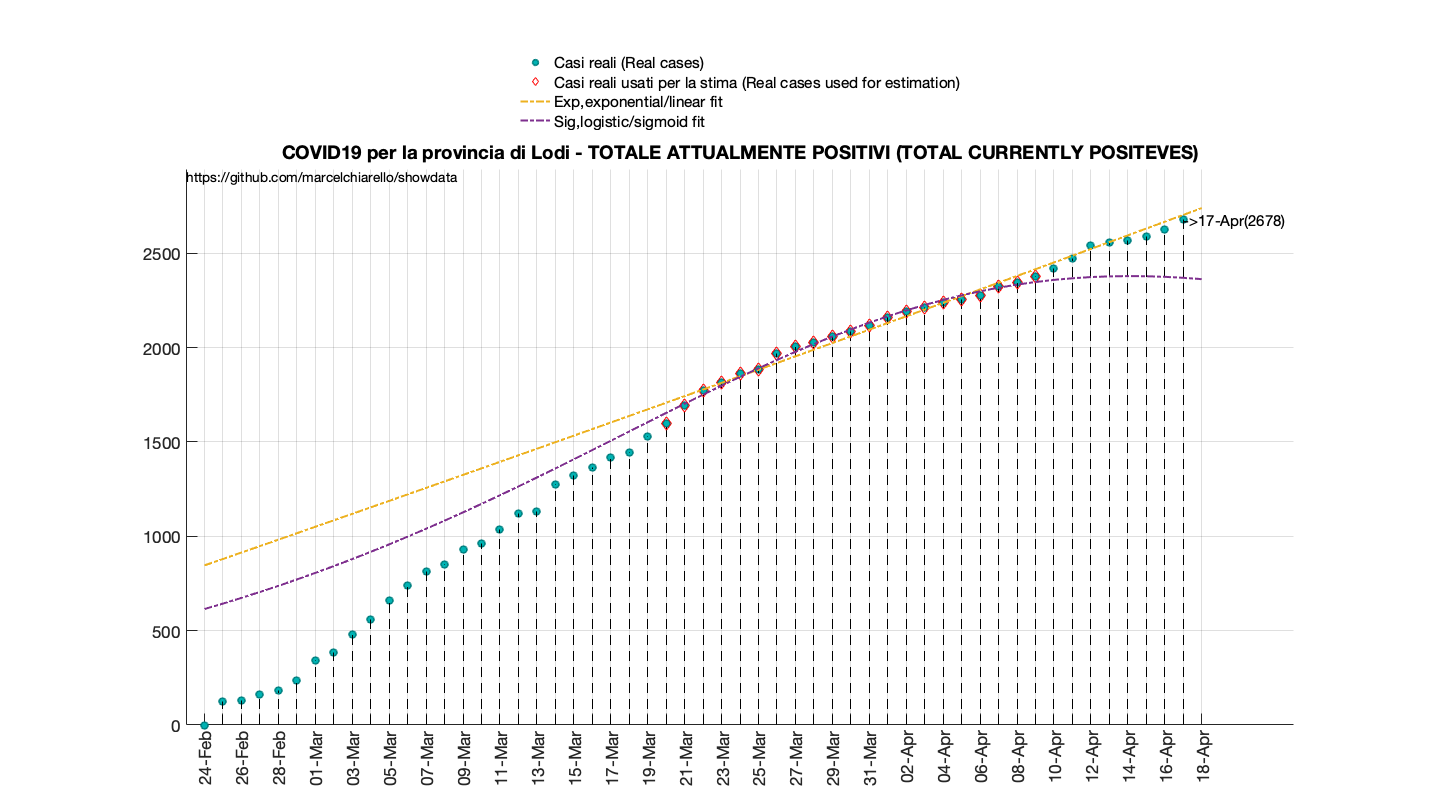 Casi reali (Real cases)
Casi reali usati per la stima (Real cases used for estimation)
Exp,exponential/linear fit
Sig,logistic/sigmoid fit
COVID19 per la provincia di Lodi - TOTALE ATTUALMENTE POSITIVI (TOTAL CURRENTLY POSITEVES)
https://github.com/marcelchiarello/showdata
->17-Apr(2678)
2500
2000
1500
1000
500
0
24-Feb
26-Feb
28-Feb
01-Mar
03-Mar
05-Mar
07-Mar
09-Mar
11-Mar
13-Mar
15-Mar
17-Mar
19-Mar
21-Mar
23-Mar
25-Mar
27-Mar
29-Mar
31-Mar
02-Apr
04-Apr
06-Apr
08-Apr
10-Apr
12-Apr
14-Apr
16-Apr
18-Apr